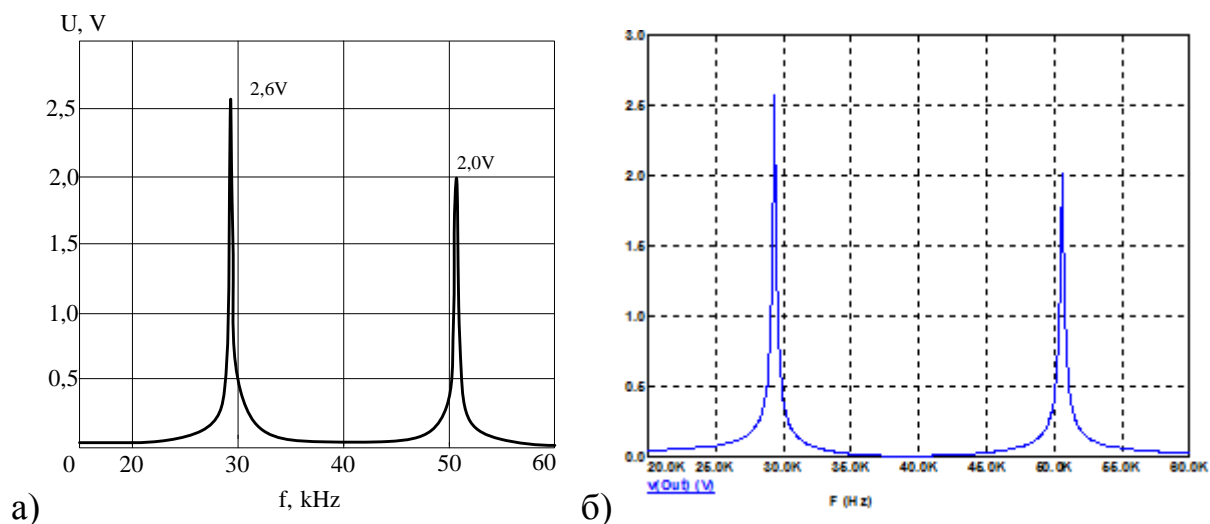 U, V
2,6V
2,5
2,0V
2,0
1,5
1,0
0,5
0 20 30 40 50 60
f, kHz
а)
3.0
2.5
2.0
1.5
1.0
0.5
0.0
20.0K 25.0K 30.0K 35.0K 40.0K 45.0K 50.0K 55.0K 60.0K
v(Out) (V)
F (Hz)
б)